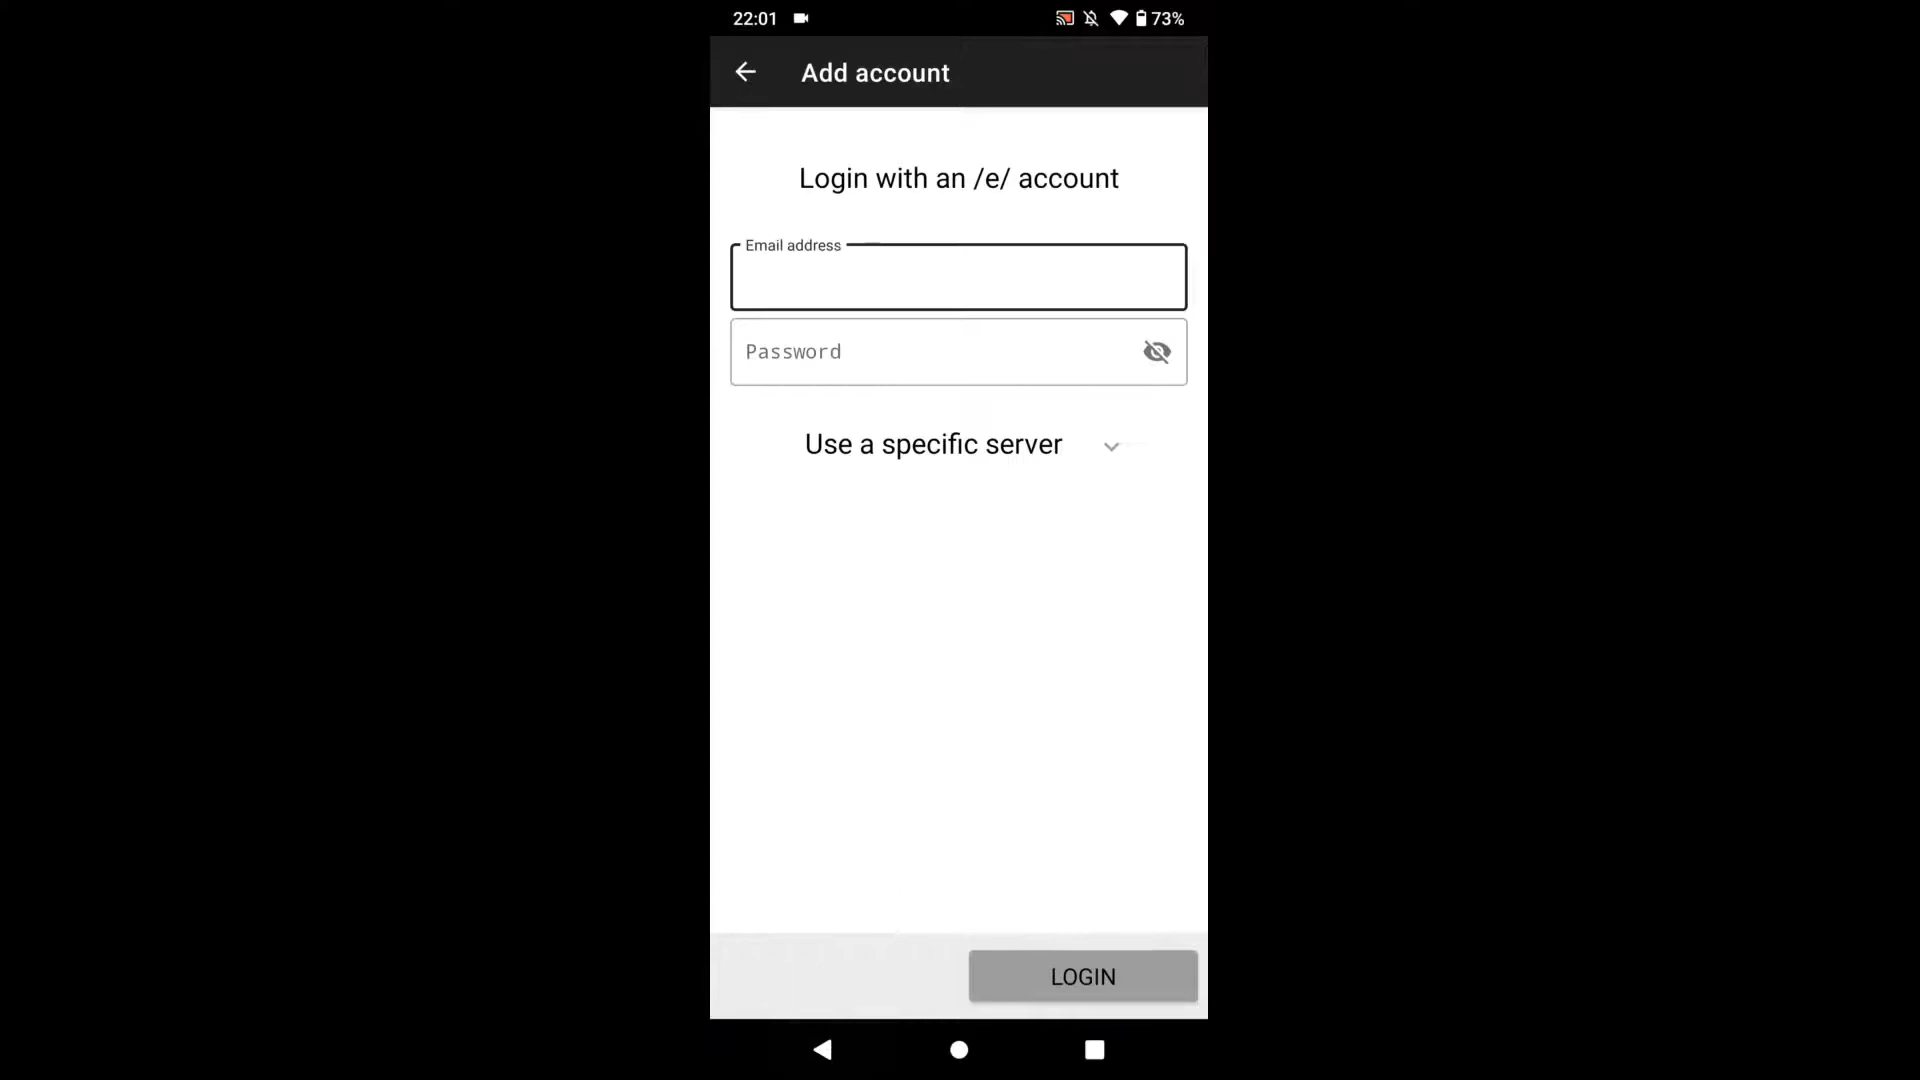 22:01 73%
Add account
Login with an /e/ account
Email address
Password
Use a specific server
LOGIN